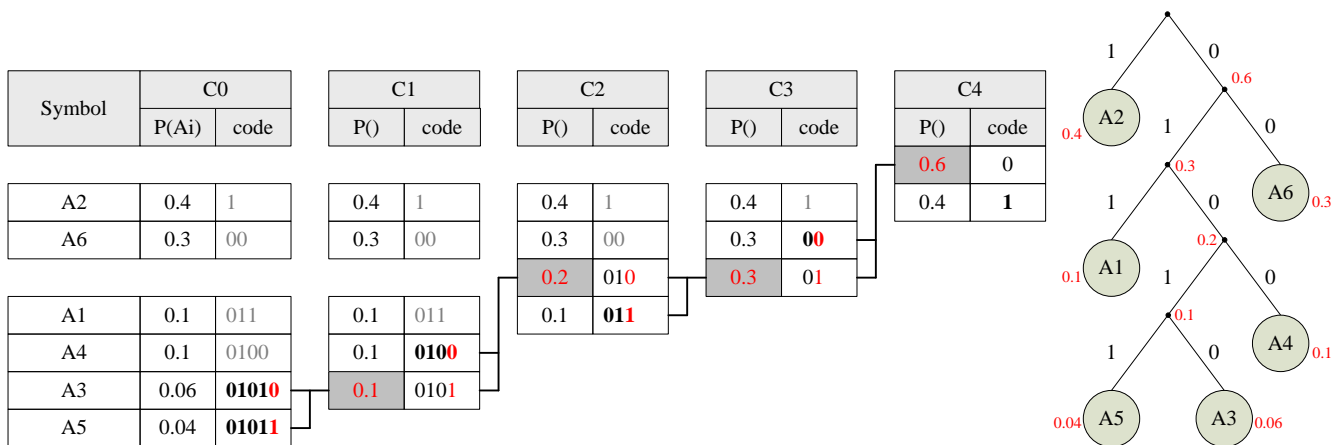 C0 C1 C2 C3 C4
Symbol
P(Ai) code P() code P() code P() code P() code
0.6 0
A2 0.4 1 0.4 1 0.4 1 0.4 1 0.4 1
A6 0.3 00 0.3 00 0.3 00 0.3 00
0.2 010 0.3 01
A1 0.1 011 0.1 011 0.1 011
A4 0.1 0100 0.1 0100
A3 0.06 01010 0.1 0101
A5 0.04 01011
1 0
0.6
0.4 A2 1 0
0.3
A6 0.3
1 0
0.2
0.1 A1
1 0
0.1
A4 0.1
1 0
0.04 A5 A3 0.06